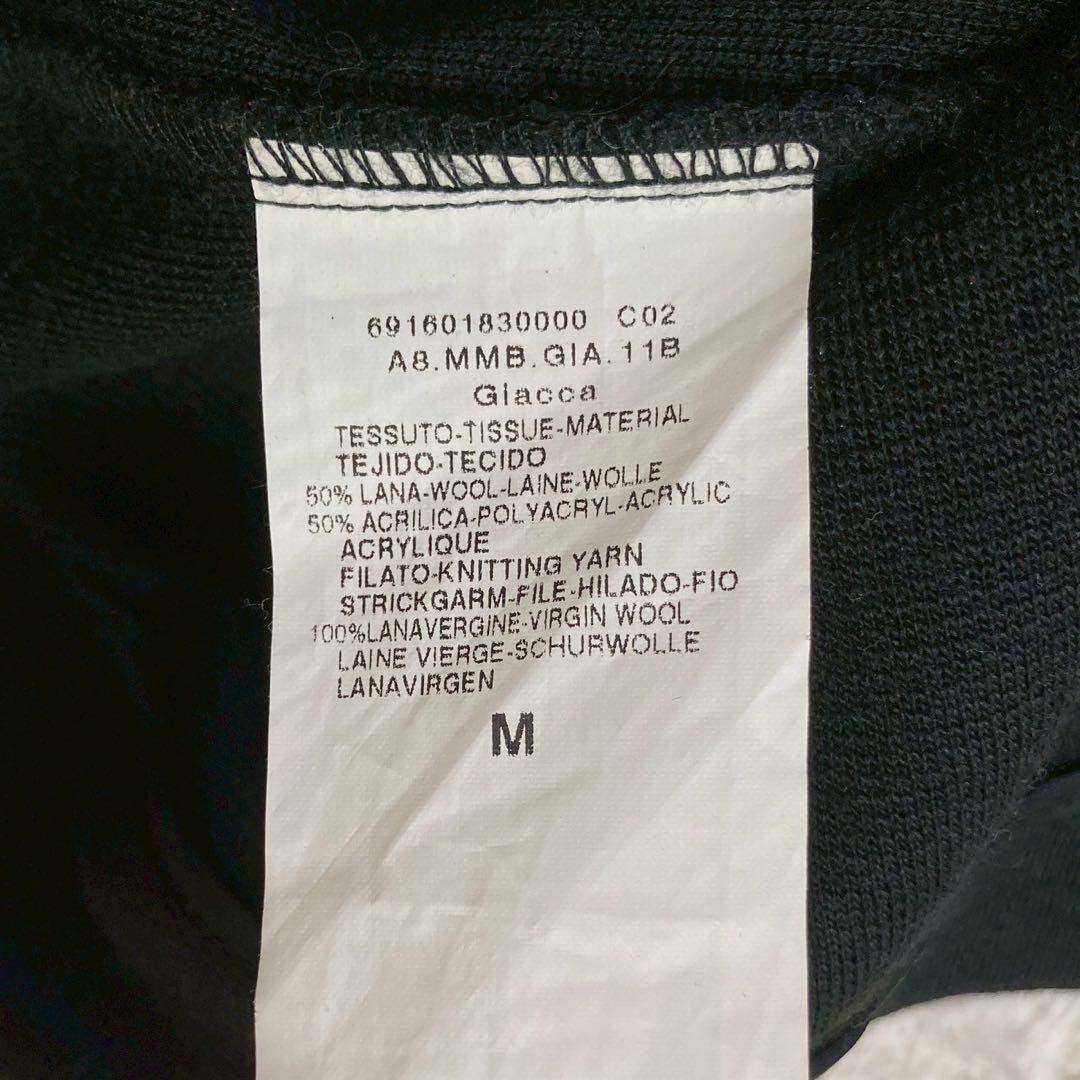 691601830000 C02
A8.MMB.GIA.11B
Giacca
TESSUTO-TISSUE-MATERIAL
TEJIDO-TECIDO
50% LANA-WOOL-LAINE-WOLLE
50% ACRILICA-POLYACRYL-ACRYLIC
ACRYLIQUE
FILATO-KNITTING YARN
STRICKGARM-FILE-HILADO-FIO
100%LANAVERGINE-VIRGIN WOOL
LAINE VIERGE-SCHURWOLLE
LANAVIRGEN
M